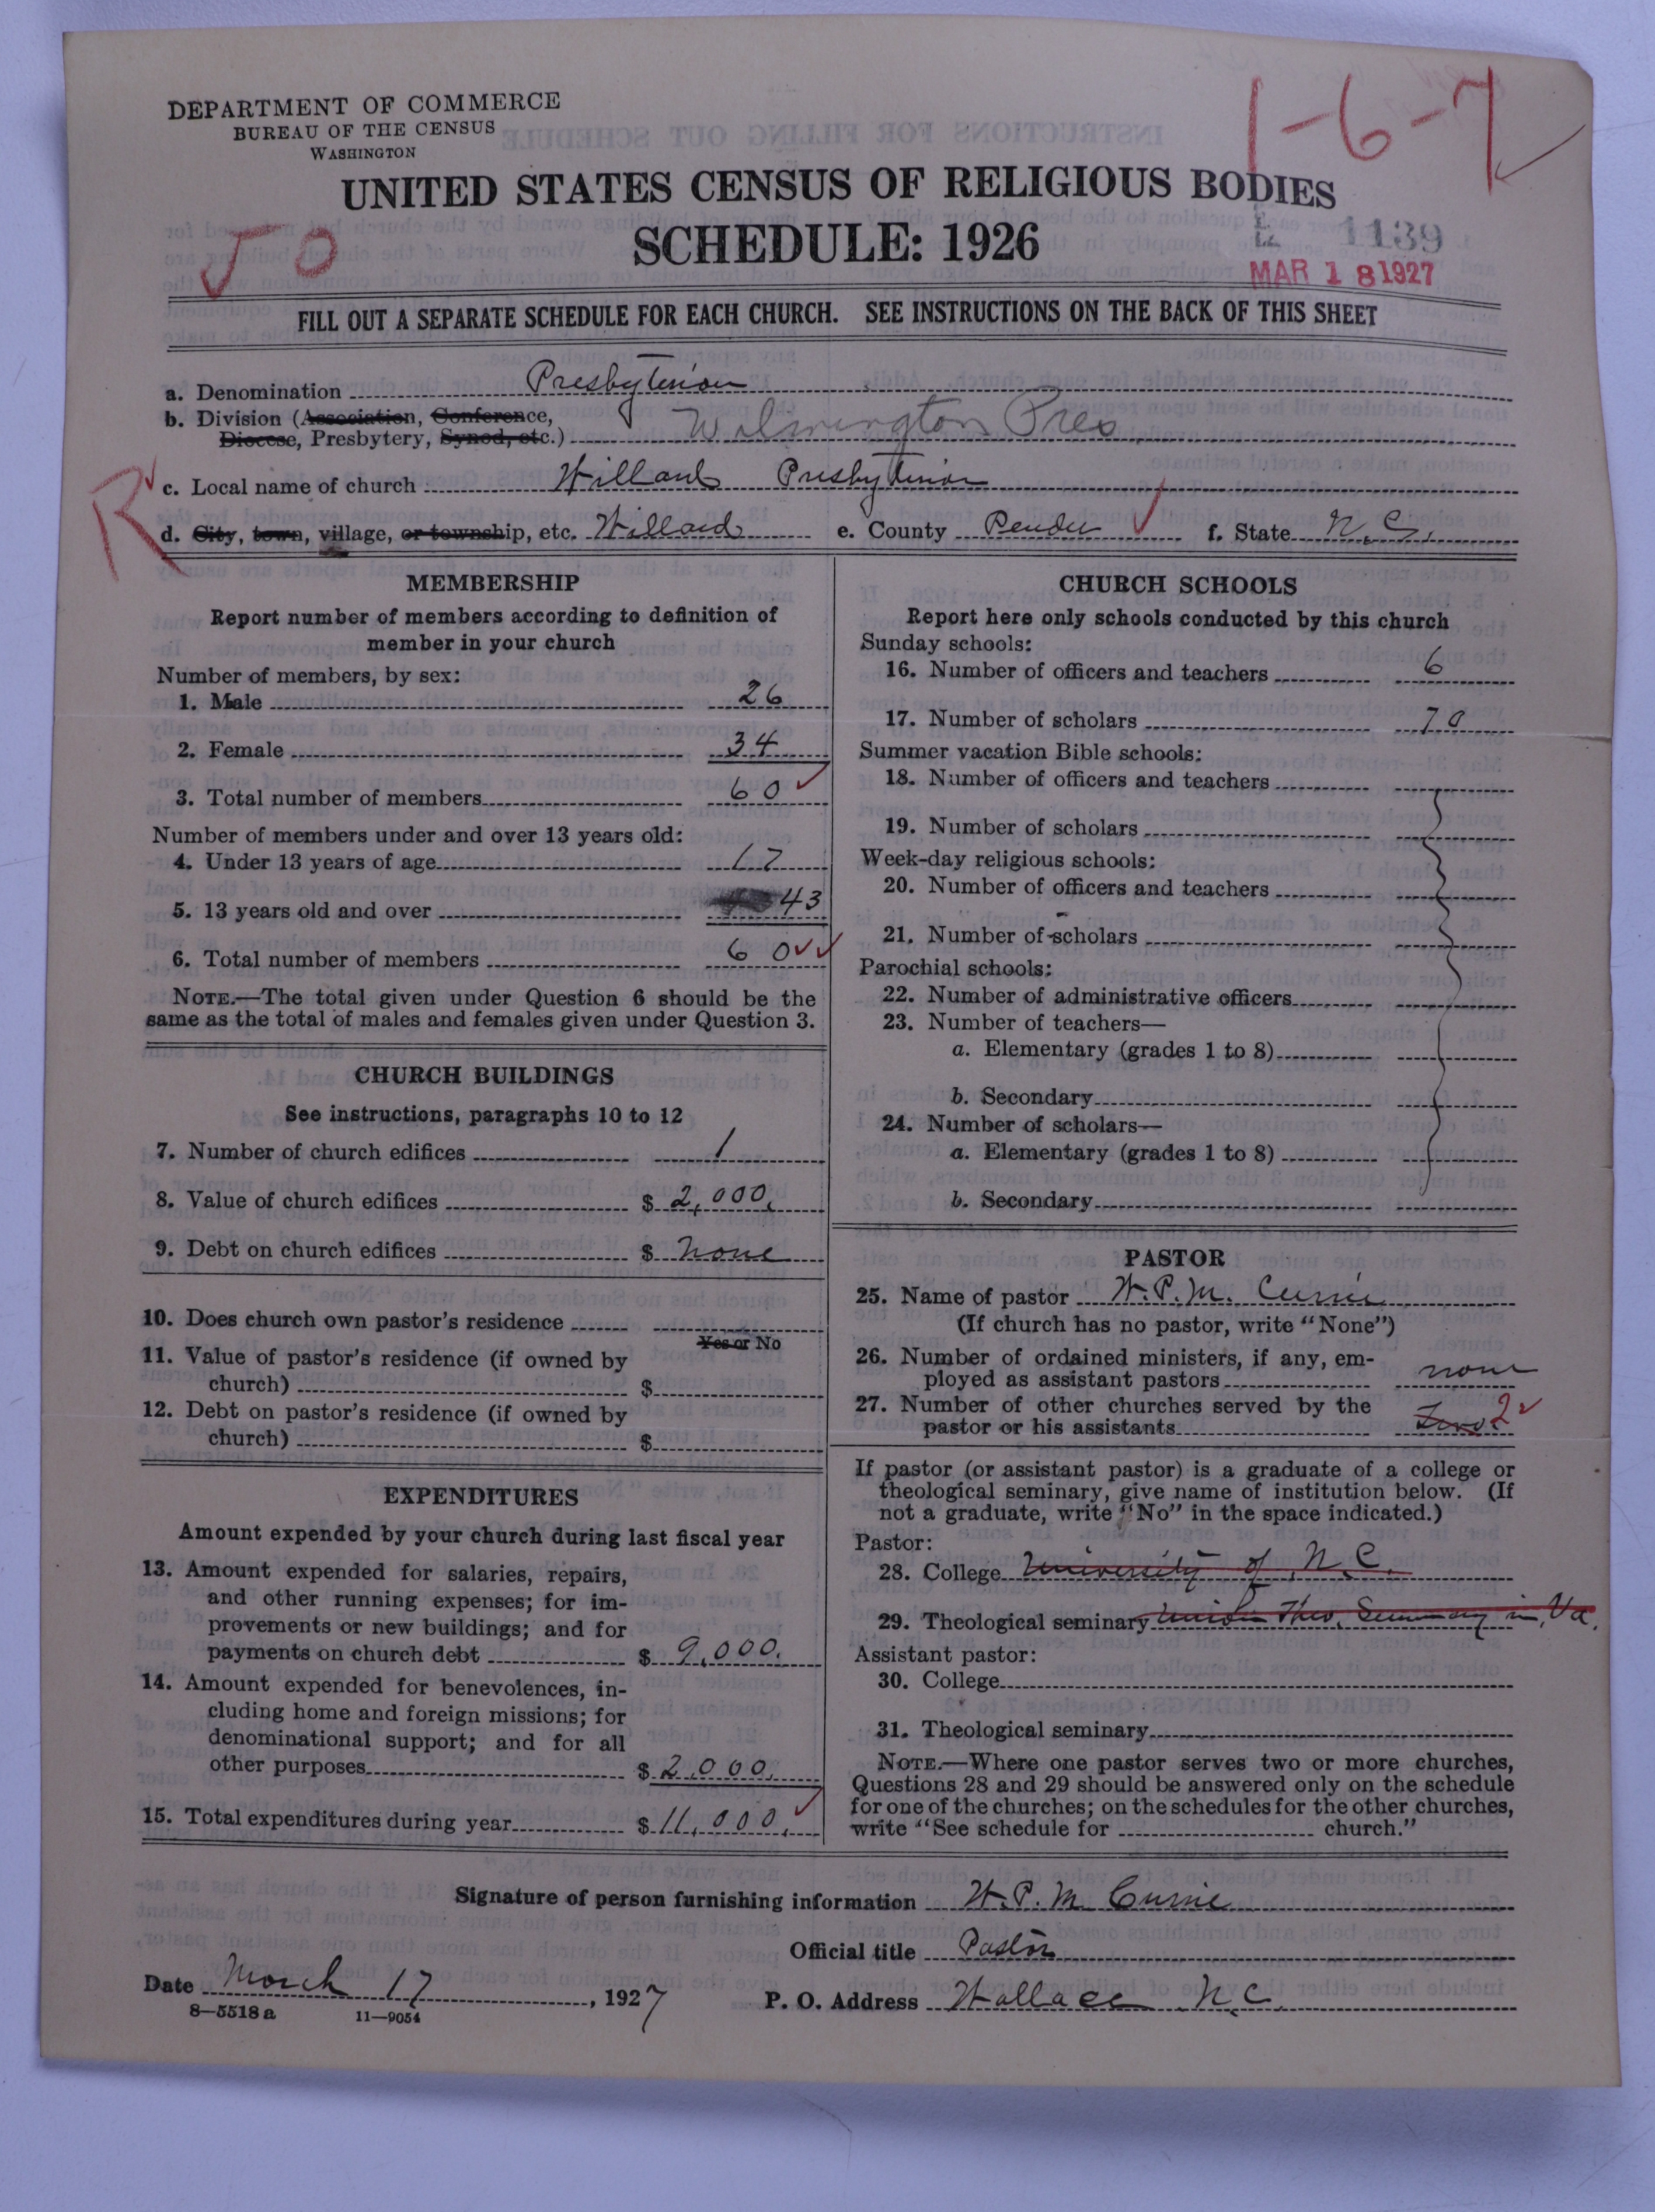 DEPARTMENT OF COMMERCE
BUREAU OF THE CENSUS
WASHINGTON
1-6-7
UNITED STATES CENSUS OF RELIGIOUS BODIES
SCHEDULE: 1926
50
1139
MAR 18 1927
FILL OUT A SEPARATE SCHEDULE FOR EACH CHURCH. SEE INSTRUCTIONS ON THE BACK OF THIS SHEET
a. Denomination Presbyterian
b. Division (Association, Conference,
Diocese, Presbytery, Synod, etc.) Wilmington Pres
R
c. Local name of church Willard Presbyterian
d. City, town, village, or township, etc. Willard e. County Pender f. State N.C.
MEMBERSHIP
Report number of members according to definition of
member in your church
Number of members, by sex:
1. Male 26
2. Female 34
3. Total number of members 60
Number of members under and over 13 years old:
4. Under 13 years of age 17
5. 13 years old and over 43
6. Total number of members 60
NOTE.—The total given under Question 6 should be the
same as the total of males and females given under Question 3.
CHURCH BUILDINGS
See instructions, paragraphs 10 to 12
7. Number of church edifices 1
8. Value of church edifices $ 2,000.
9. Debt on church edifices $ none
10. Does church own pastor's residence
Yes or No
11. Value of pastor's residence (if owned by
church) $
12. Debt on pastor's residence (if owned by
church) $
EXPENDITURES
Amount expended by your church during last fiscal year
13. Amount expended for salaries, repairs,
and other running expenses; for im-
provements or new buildings; and for
payments on church debt $ 9,000.
14. Amount expended for benevolences, in-
cluding home and foreign missions; for
denominational support; and for all
other purposes $ 2,000.
15. Total expenditures during year $ 11,000.
CHURCH SCHOOLS
Report here only schools conducted by this church
Sunday schools:
16. Number of officers and teachers 6
17. Number of scholars 70
Summer vacation Bible schools:
18. Number of officers and teachers
19. Number of scholars
Week-day religious schools:
20. Number of officers and teachers
21. Number of scholars
Parochial schools:
22. Number of administrative officers
23. Number of teachers—
a. Elementary (grades 1 to 8)
b. Secondary
24. Number of scholars—
a. Elementary (grades 1 to 8)
b. Secondary
PASTOR
25. Name of pastor W.P.M. Currie
(If church has no pastor, write "None")
26. Number of ordained ministers, if any, em-
ployed as assistant pastors none
27. Number of other churches served by the
pastor or his assistants 2
If pastor (or assistant pastor) is a graduate of a college or
theological seminary, give name of institution below. (If
not a graduate, write "No" in the space indicated.)
Pastor:
28. College University of N.C.
29. Theological seminary Union Theo. Seminary in Va.
Assistant pastor:
30. College
31. Theological seminary
NOTE.—Where one pastor serves two or more churches,
Questions 28 and 29 should be answered only on the schedule
for one of the churches; on the schedules for the other churches,
write "See schedule for church."
Signature of person furnishing information W.P.M. Currie
Official title Pastor
Date March 17, 1927 P. O. Address Wallace N.C.
8—5518a 11—9054